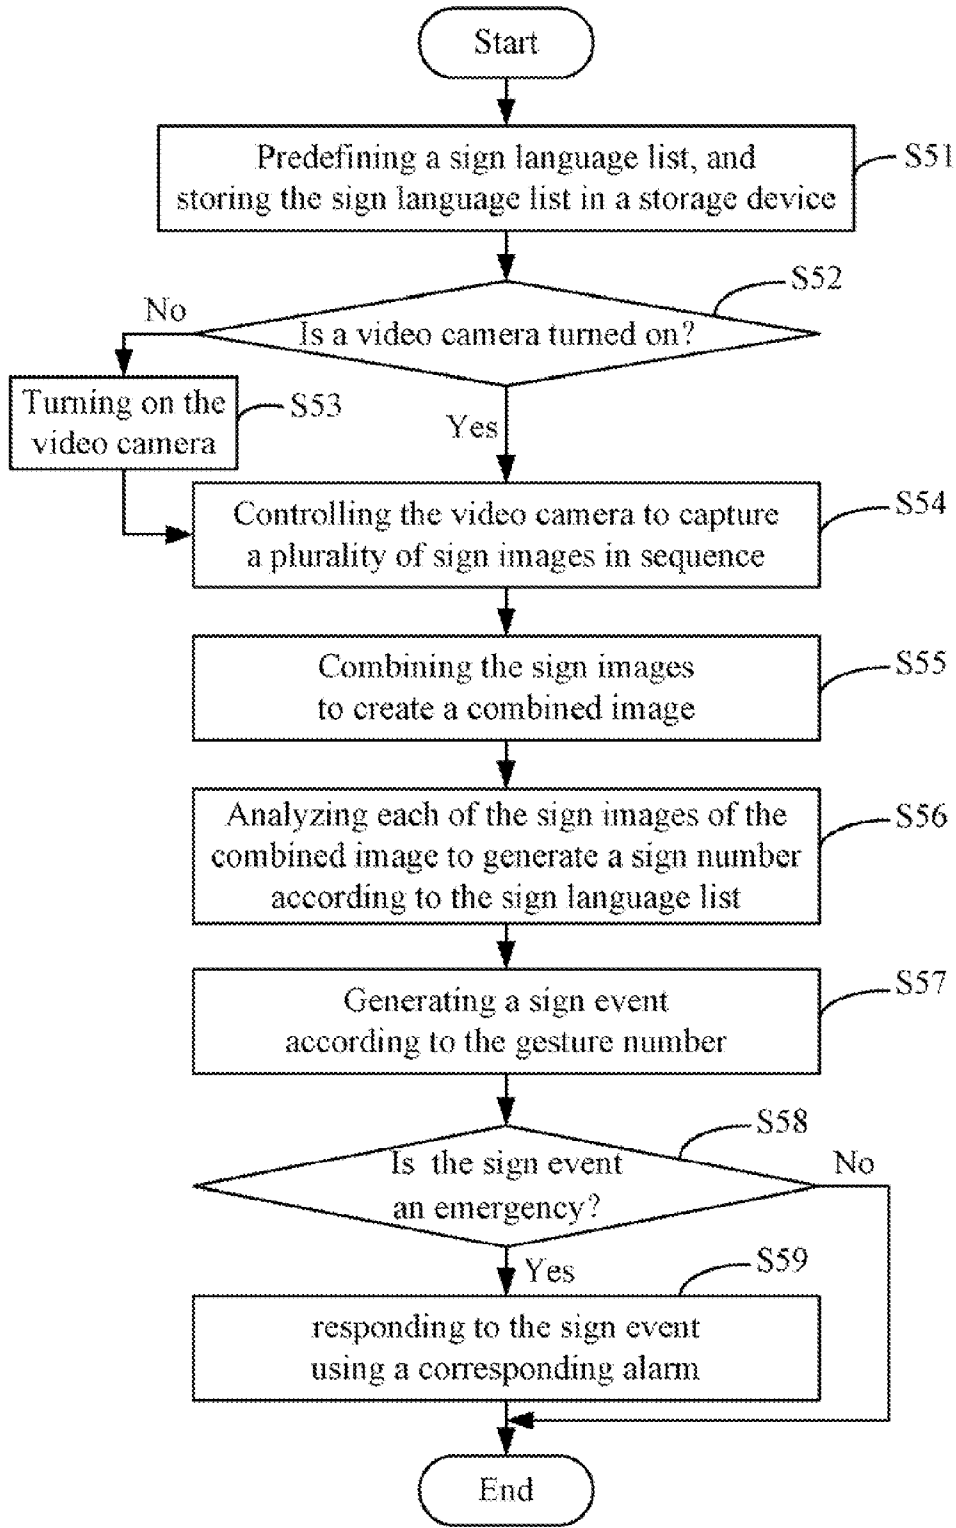 Start
Predefining a sign language list, and
storing the sign language list in a storage device
S51
S52
No
Is a video camera turned on?
Turning on the
video camera
S53
Yes
Controlling the video camera to capture
a plurality of sign images in sequence
S54
Combining the sign images
to create a combined image
S55
Analyzing each of the sign images of the
combined image to generate a sign number
according to the sign language list
S56
Generating a sign event
according to the gesture number
S57
S58
Is the sign event
an emergency?
No
Yes
S59
responding to the sign event
using a corresponding alarm
End